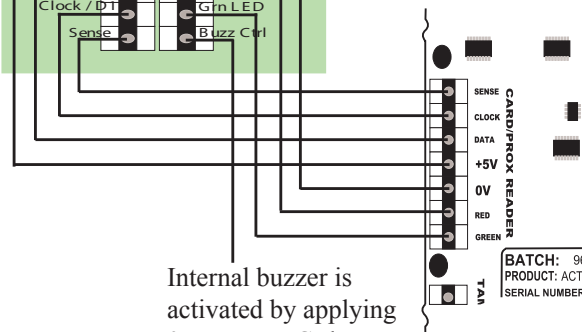 Clock / D1
Grn LED
Sense
Buzz Ctrl
SENSE
CLOCK
DATA
+5V
0V
RED
GREEN
CARD/PROX READER
BATCH: 96
PRODUCT: ACT
SERIAL NUMBER
Internal buzzer is
activated by applying